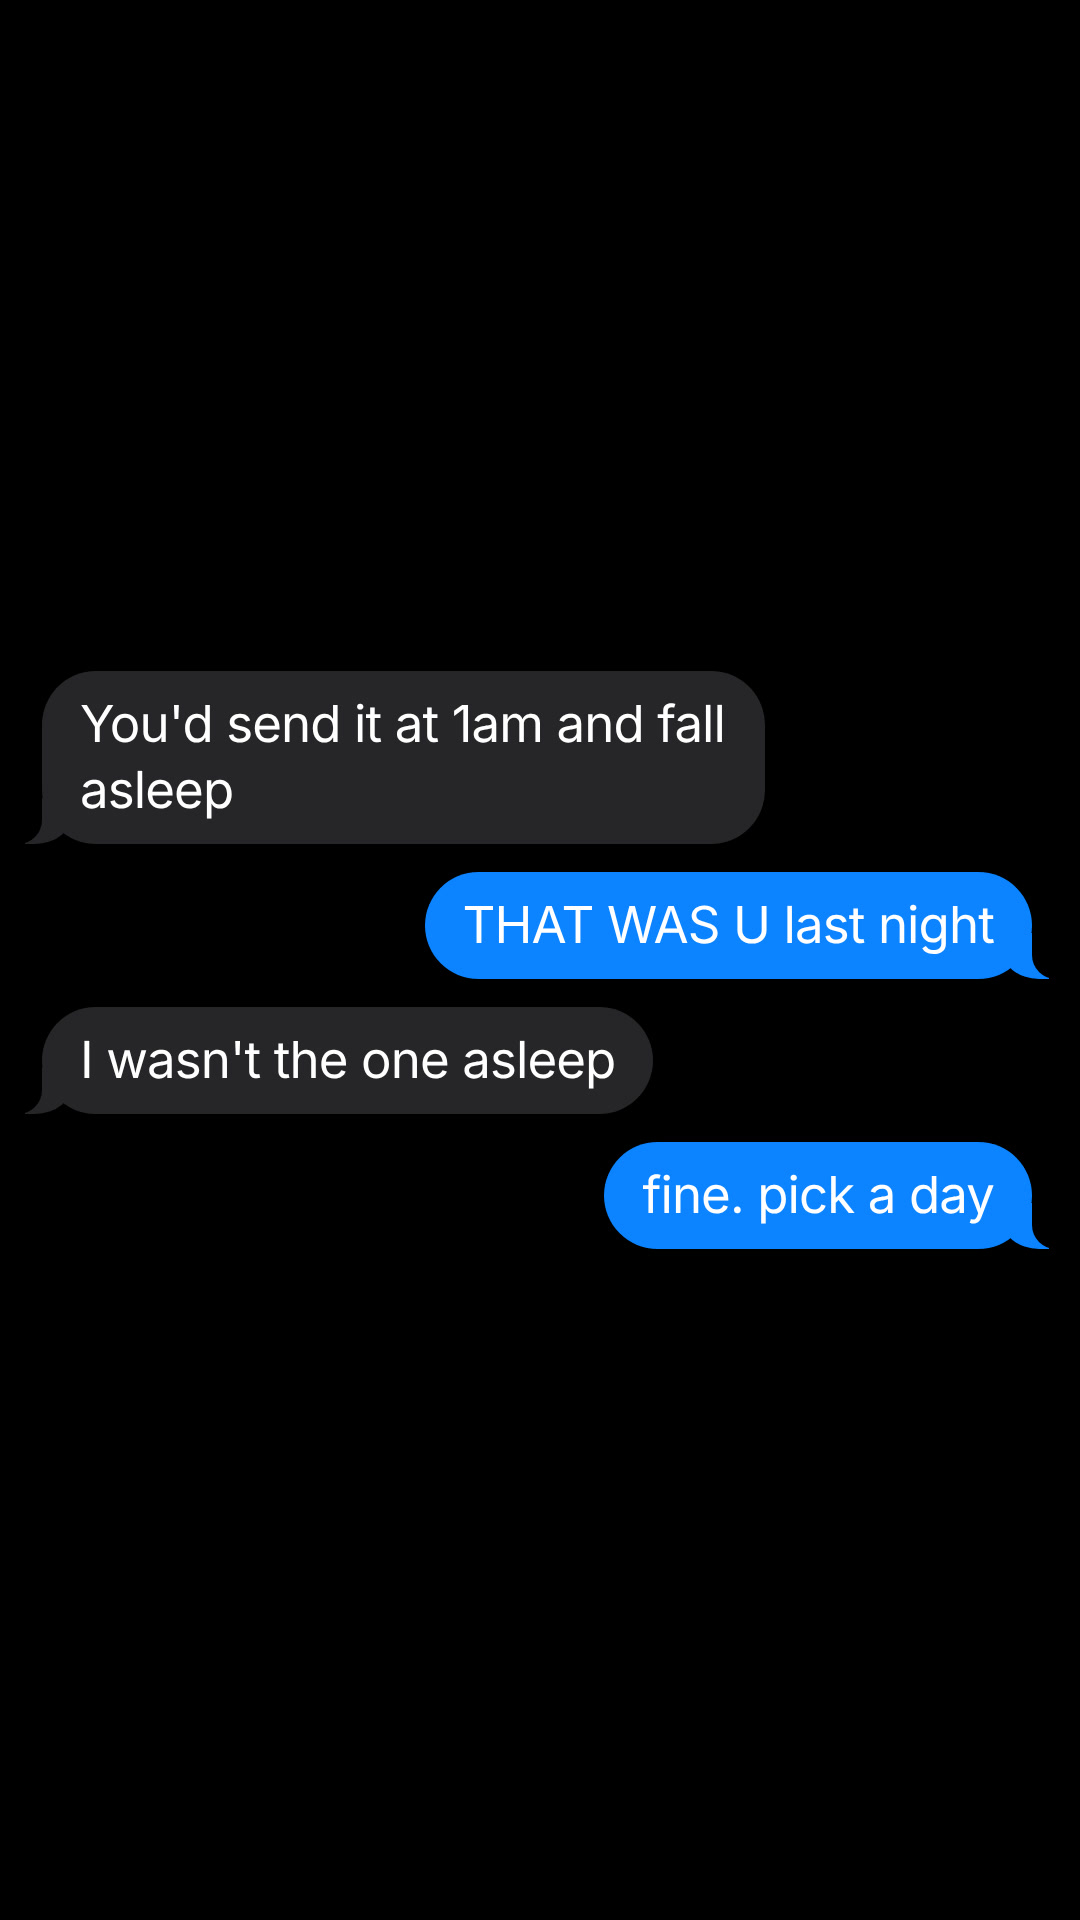 You'd send it at 1am and fall
asleep
THAT WAS U last night
I wasn't the one asleep
fine. pick a day